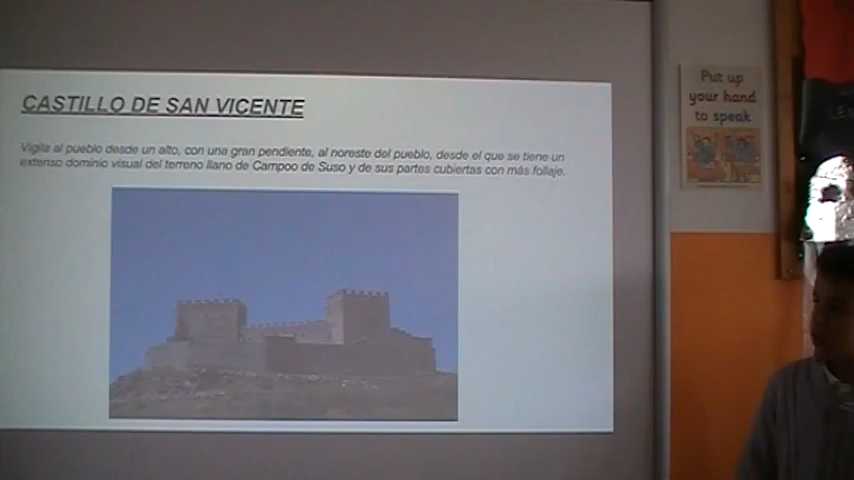 CASTILLO DE SAN VICENTE
Vigila al pueblo desde un alto, con una gran pendiente, al noreste del pueblo, desde el que se tiene un
extenso dominio visual del terreno llano de Campoo de Suso y de sus partes cubiertas con más follaje.
Put up
your hand
to speak